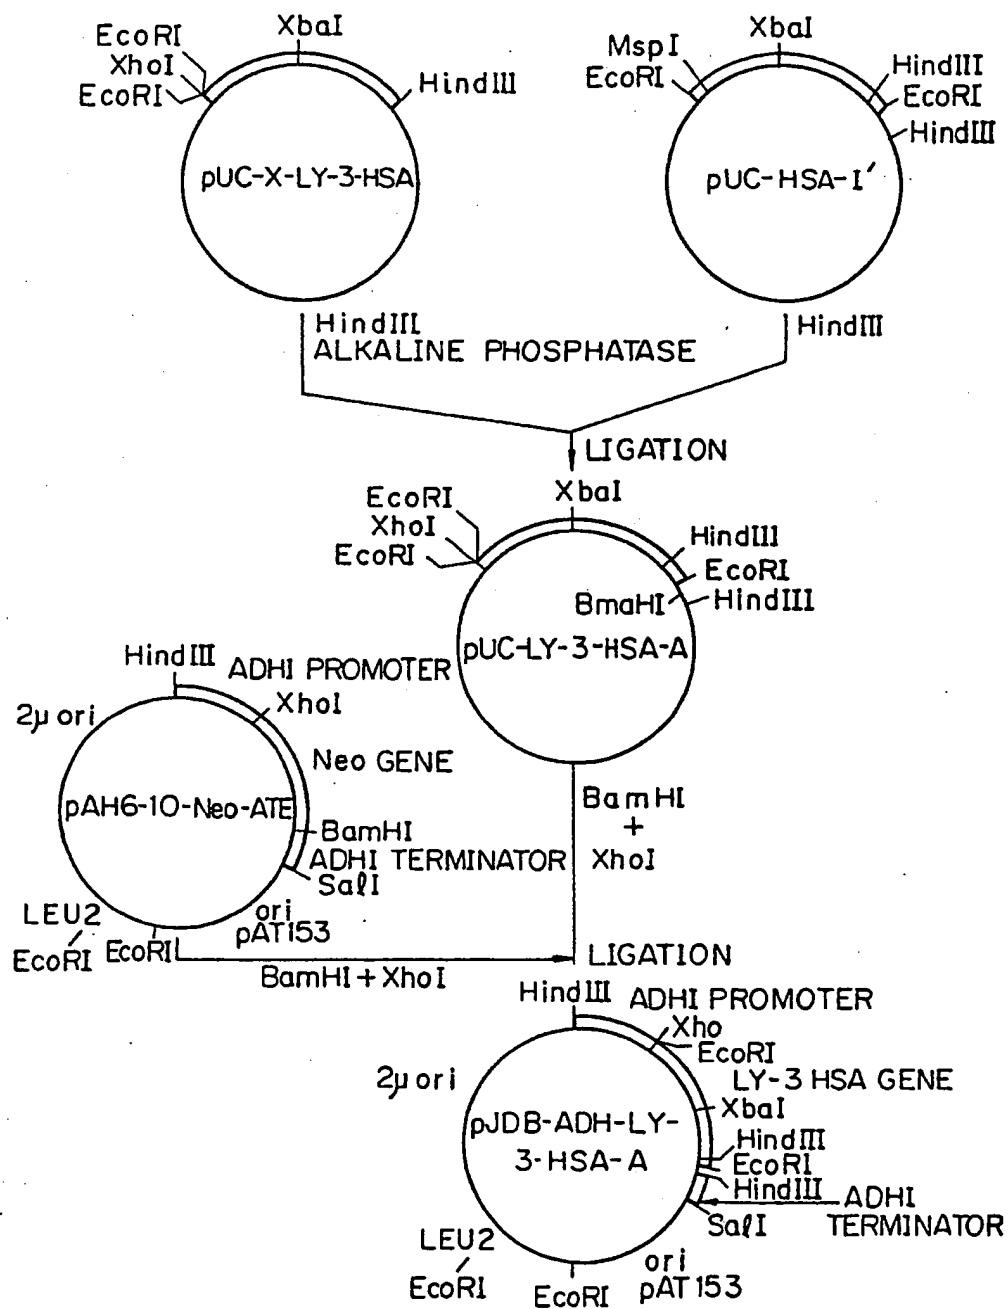 EcoRI
XhoI
EcoRI
XbaI
HindIII
pUC-X-LY-3-HSA
MspI
EcoRI
XbaI
HindIII
EcoRI
HindIII
pUC-HSA-I′
HindIII
ALKALINE PHOSPHATASE
HindIII
LIGATION
XbaI
EcoRI
XhoI
EcoRI
HindIII
EcoRI
BmaHI
HindIII
pUC-LY-3-HSA-A
HindIII
ADHI PROMOTER
XhoI
2μ ori
Neo GENE
pAH6-10-Neo-ATE
BamHI
ADHI TERMINATOR
SalI
LEU2
EcoRI
EcoRI
ori
pAT153
BamHI
+
XhoI
BamHI+XhoI
LIGATION
HindIII
ADHI PROMOTER
Xho
EcoRI
LY-3 HSA GENE
2μ ori
XbaI
pJDB-ADH-LY-
3-HSA-A
HindIII
EcoRI
HindIII
ADHI
TERMINATOR
SalI
LEU2
EcoRI
EcoRI
ori
pAT153